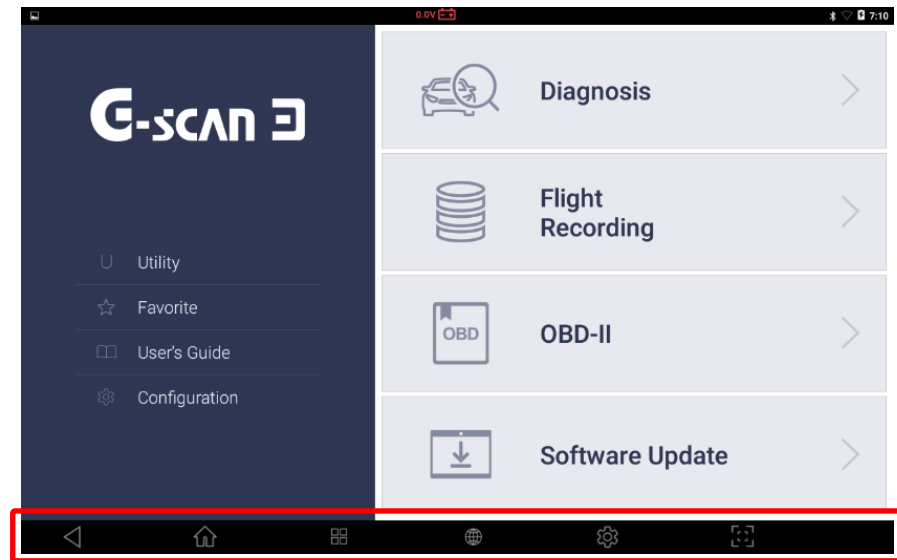 0.0V
7:10
G-scan 3
Diagnosis
Flight
Recording
U Utility
Favorite
User's Guide
OBD
OBD-II
Configuration
Software Update